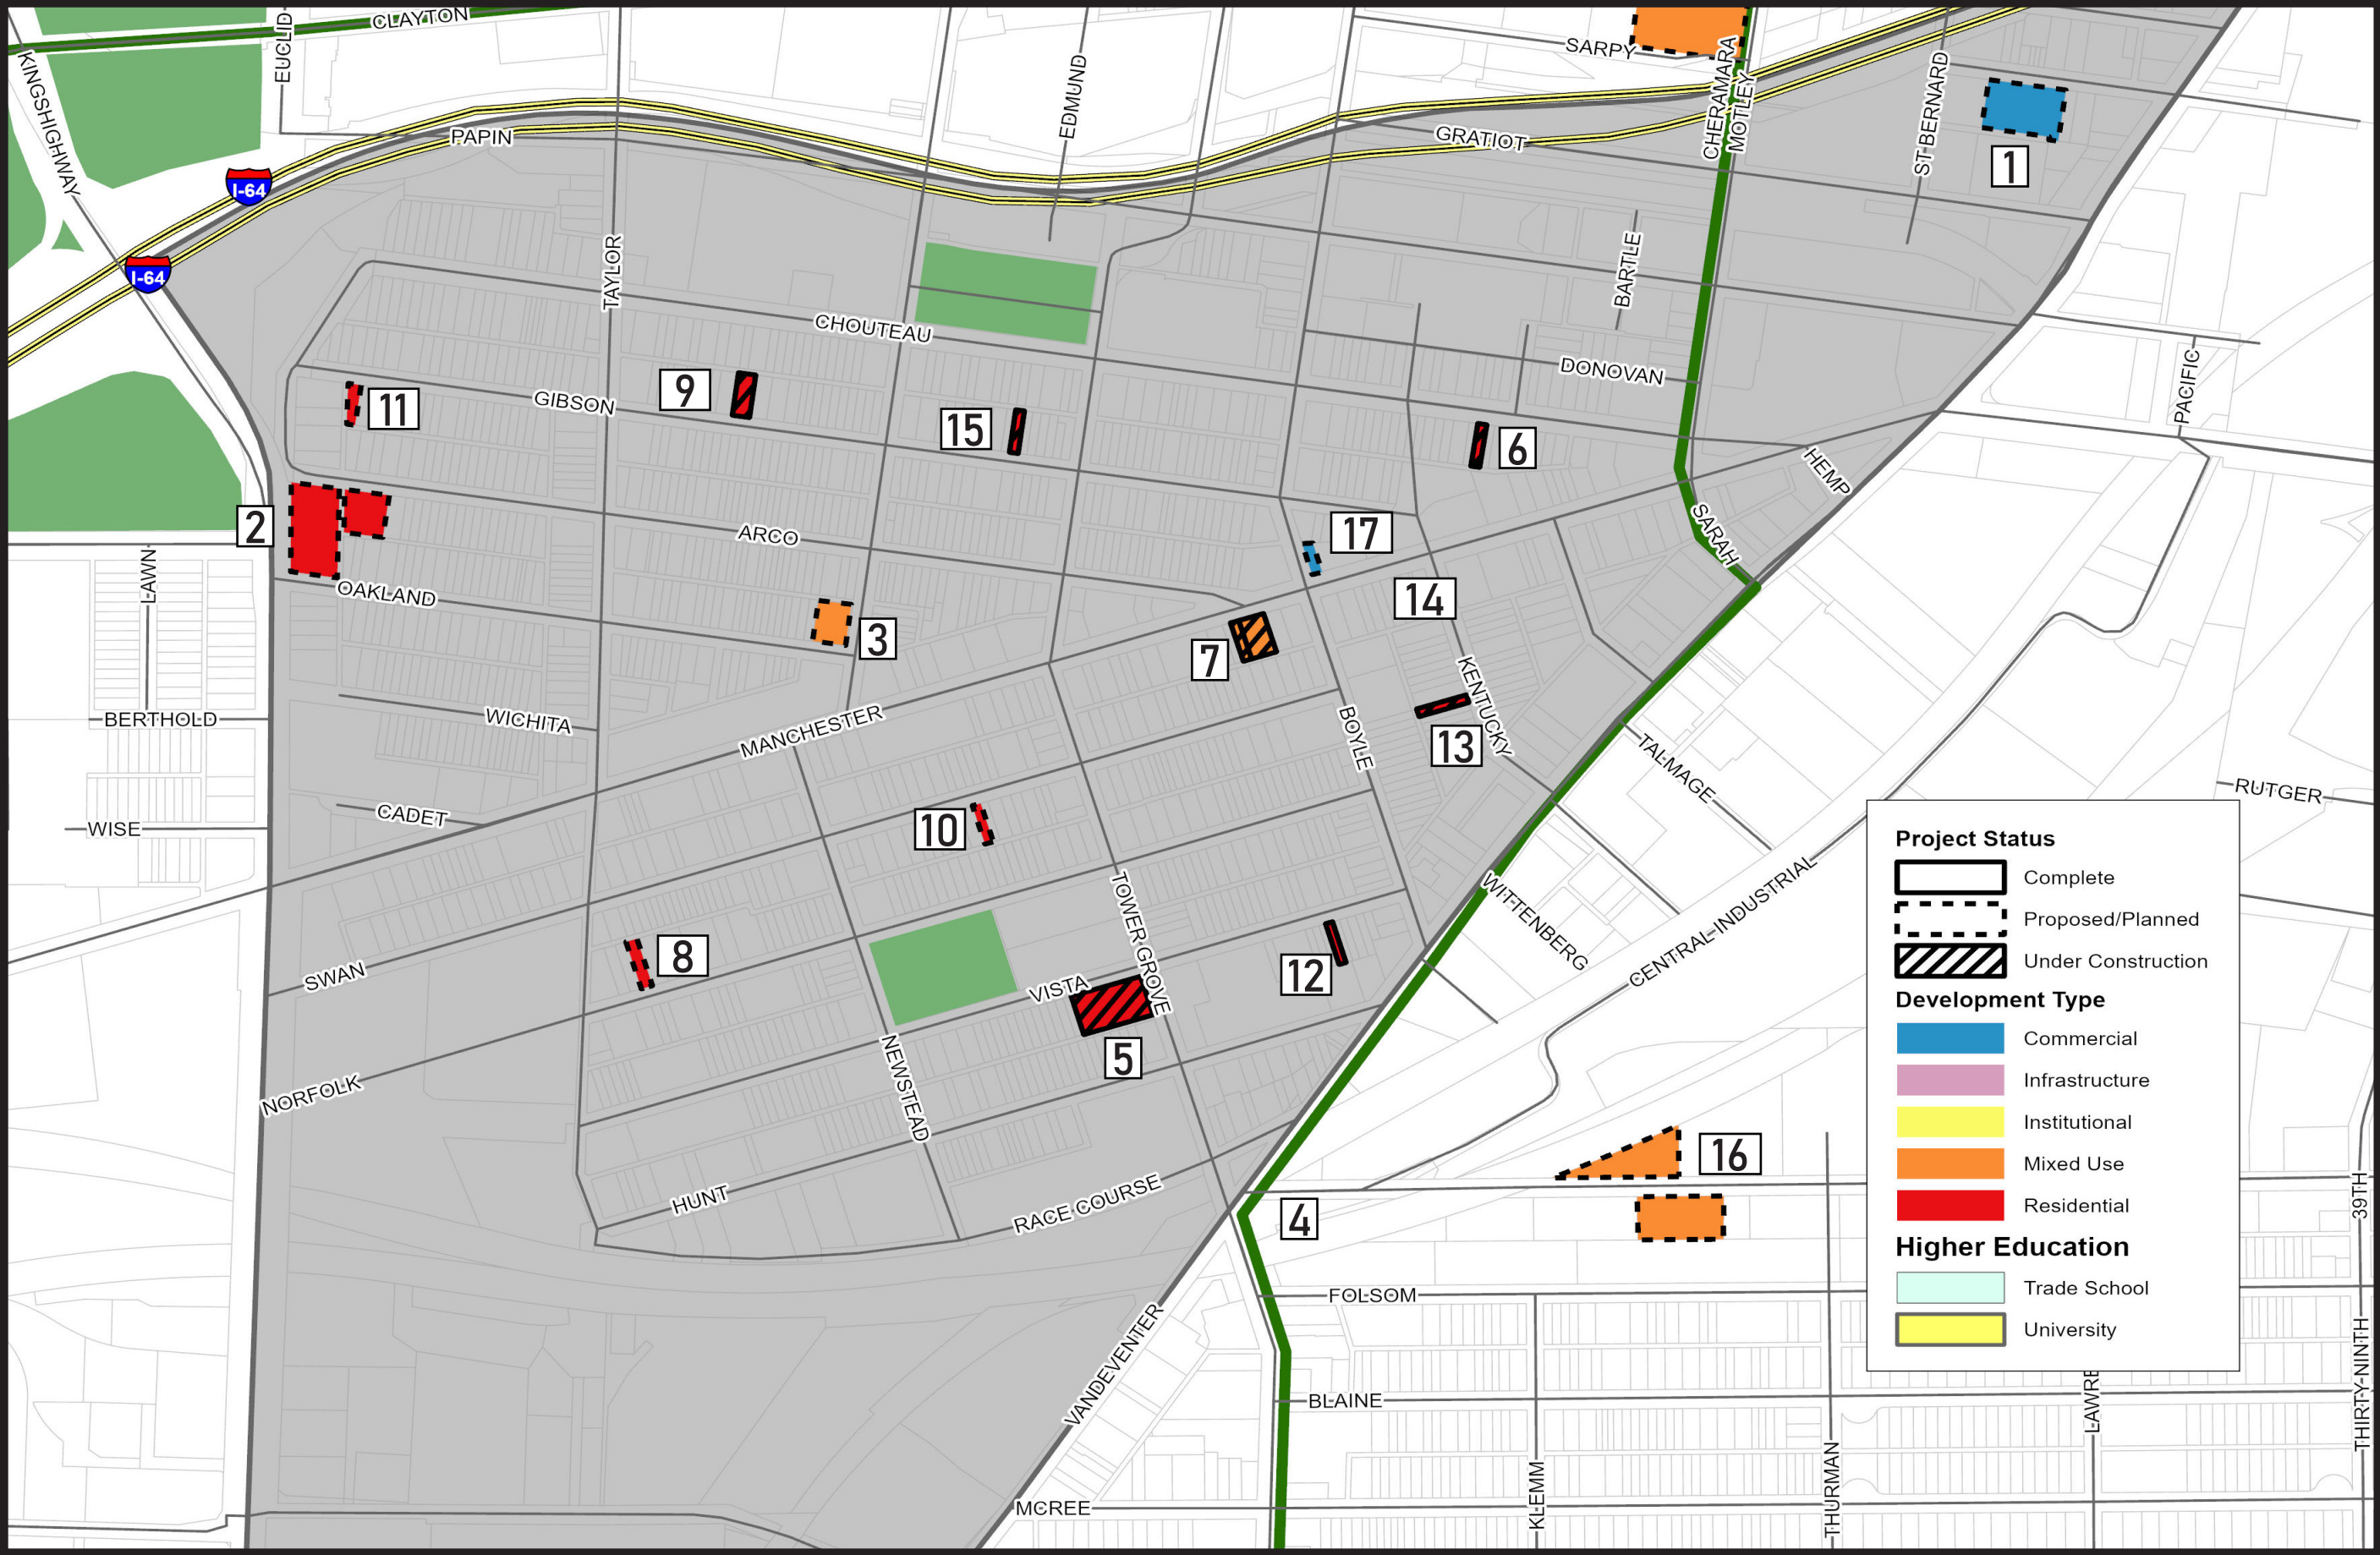 CLAYTON
EUCLID
KINGSHIGHWAY
PAPIN
I-64
I-64
EDMUND
SARPY
CHERAMARA
MOTLEY
GRATIOT
ST BERNARD
1
TAYLOR
BARTLE
CHOUTEAU
DONOVAN
PACIFIC
11
GIBSON
9
15
6
HEMP
2
ARCO
17
SARAH
LAWN
OAKLAND
3
14
7
KENTUCKY
BERTHOLD
WICHITA
MANCHESTER
BOYLE
13
TALMAGE
RUTGER
WISE
CADET
10
TOWER GROVE
WITTENBERG
CENTRAL INDUSTRIAL
SWAN
8
VISTA
12
NORFOLK
NEWSTEAD
5
HUNT
RACE COURSE
4
16
39TH
FOLSOM
VANDEVENTER
BLAINE
LAWRE
THIRTY-NINTH
MCREE
KLEMM
THURMAN
Project Status
Complete
Proposed/Planned
Under Construction
Development Type
Commercial
Infrastructure
Institutional
Mixed Use
Residential
Higher Education
Trade School
University